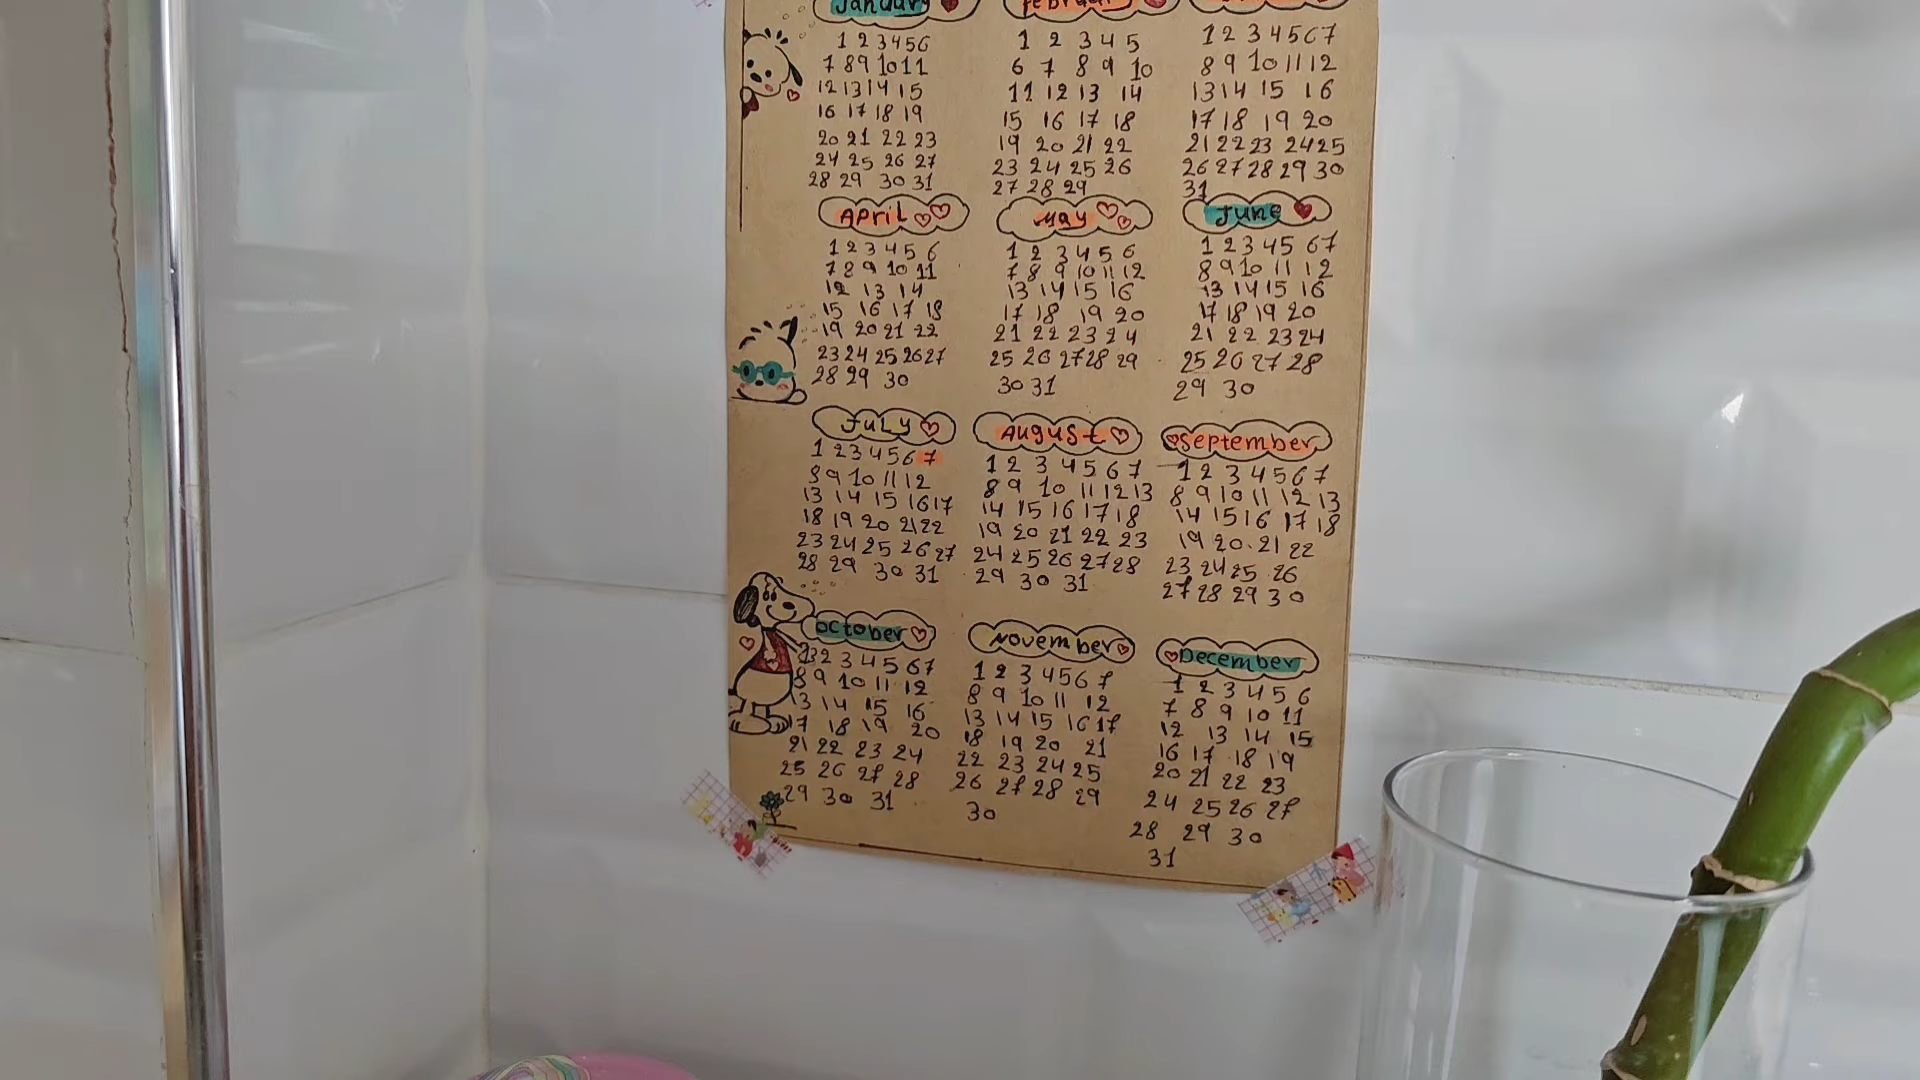 January
1 2 3 4 5 6
7 8 9 10 11
12 13 14 15
16 17 18 19
20 21 22 23
24 25 26 27
28 29 30 31
February
1 2 3 4 5
6 7 8 9 10
11 12 13 14
15 16 17 18
19 20 21 22
23 24 25 26
27 28 29
1 2 3 4 5 6 7
8 9 10 11 12
13 14 15 16
17 18 19 20
21 22 23 24 25
26 27 28 29 30
31
April
1 2 3 4 5 6
7 8 9 10 11
12 13 14
15 16 17 18
19 20 21 22
23 24 25 26 27
28 29 30
May
1 2 3 4 5 6
7 8 9 10 11 12
13 14 15 16
17 18 19 20
21 22 23 24
25 26 27 28 29
30 31
June
1 2 3 4 5 6 7
8 9 10 11 12
13 14 15 16
17 18 19 20
21 22 23 24
25 26 27 28
29 30
July
1 2 3 4 5 6 7
8 9 10 11 12
13 14 15 16 17
18 19 20 21 22
23 24 25 26 27
28 29 30 31
August
1 2 3 4 5 6 7
8 9 10 11 12 13
14 15 16 17 18
19 20 21 22 23
24 25 26 27 28
29 30 31
September
1 2 3 4 5 6 7
8 9 10 11 12 13
14 15 16 17 18
19 20 21 22
23 24 25 26
27 28 29 30
October
2 3 4 5 6 7
8 9 10 11 12
13 14 15 16
17 18 19 20
21 22 23 24
25 26 27 28
29 30 31
November
1 2 3 4 5 6 7
8 9 10 11 12
13 14 15 16 17
18 19 20 21
22 23 24 25
26 27 28 29
30
December
1 2 3 4 5 6
7 8 9 10 11
12 13 14 15
16 17 18 19
20 21 22 23
24 25 26 27
28 29 30
31